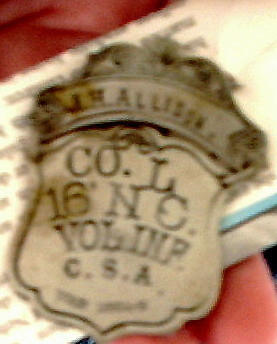 J.H. ALLISON.
CO. L
16' N C.
VOL. INF.
C. S. A.